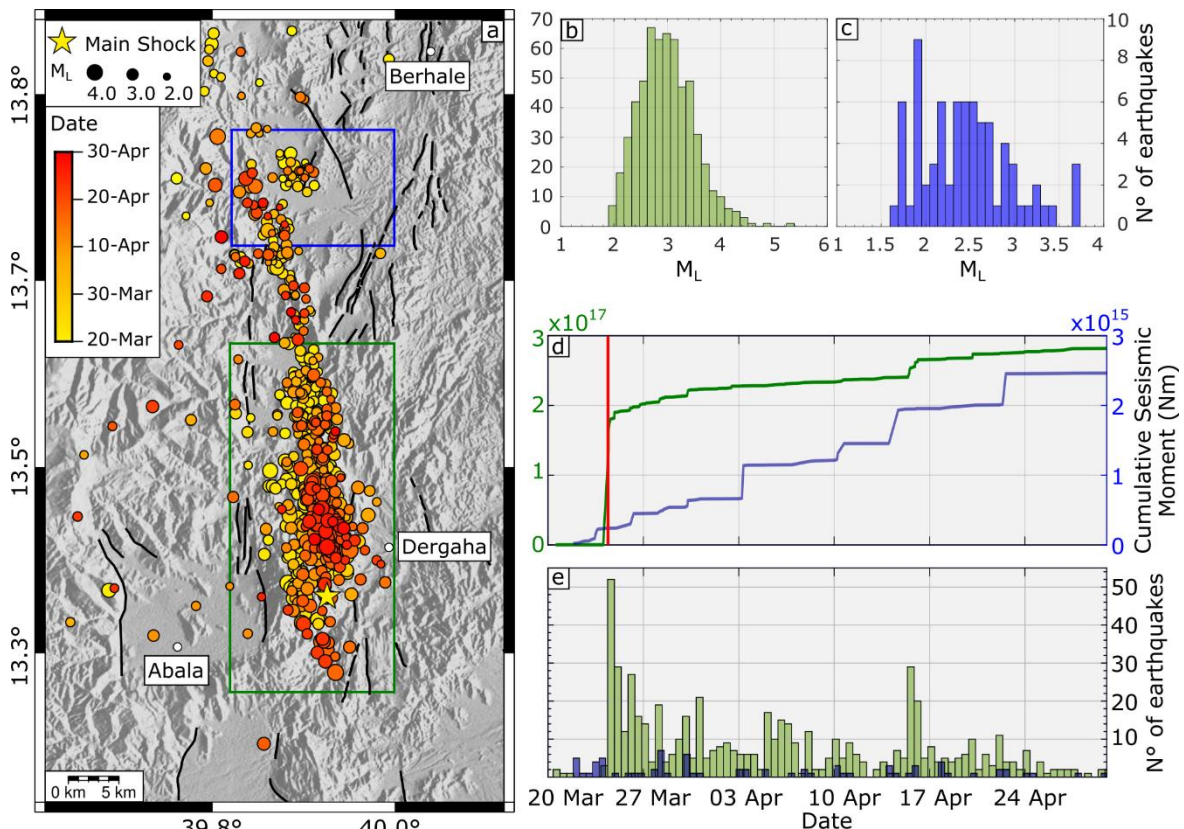 a
Main Shock
M_L
4.0 3.0 2.0
Date
30-Apr
20-Apr
10-Apr
30-Mar
20-Mar
Berhale
Dergaha
Abala
0 km 5 km
13.8°
13.7°
13.5°
13.3°
39.8° 40.0°
b
70
60
50
40
30
20
10
0
1 2 3 4 5 6
M_L
c
10
8
6
4
2
0
1 1.5 2 2.5 3 3.5 4
M_L
N° of earthquakes
d
x10^17
3
2
1
0
x10^15
3
2
1
0
Cumulative Sesismic
Moment (Nm)
e
50
40
30
20
10
N° of earthquakes
20 Mar 27 Mar 03 Apr 10 Apr 17 Apr 24 Apr
Date